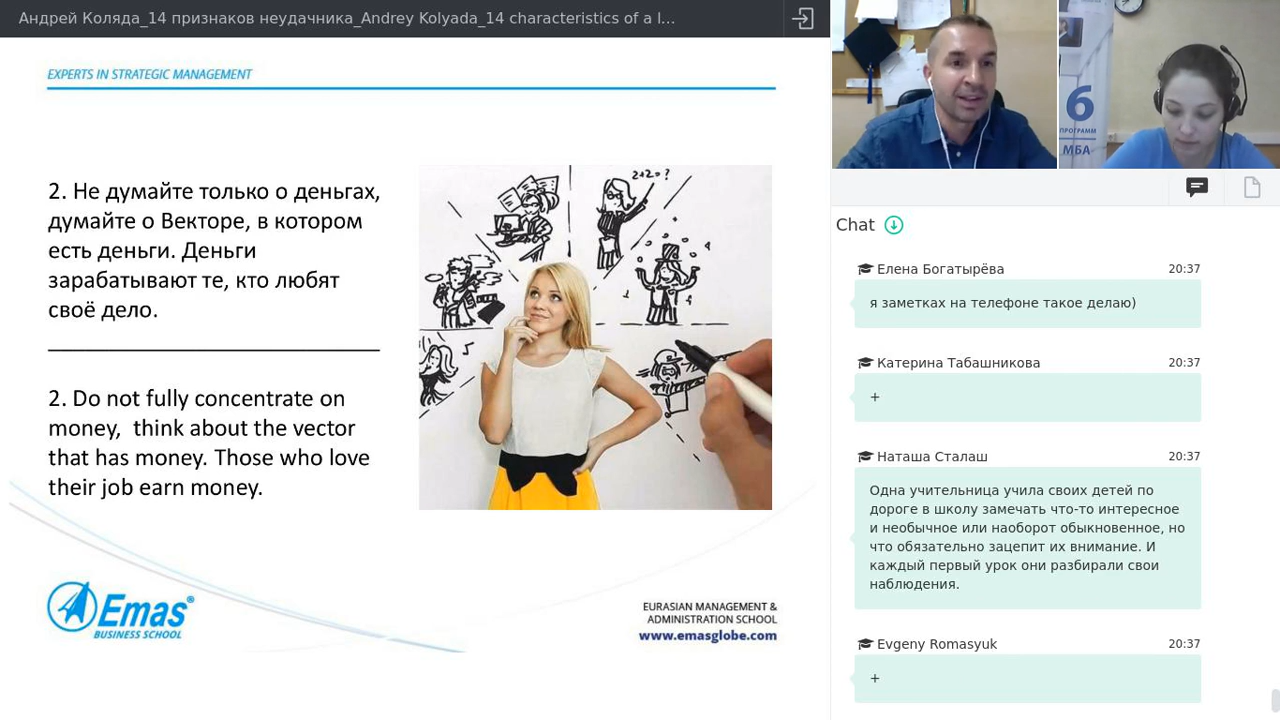 Андрей Коляда_14 признаков неудачника_Andrey Kolyada_14 characteristics of a l...
EXPERTS IN STRATEGIC MANAGEMENT
2. Не думайте только о деньгах,
думайте о Векторе, в котором
есть деньги. Деньги
зарабатывают те, кто любят
своё дело.
2. Do not fully concentrate on
money, think about the vector
that has money. Those who love
their job earn money.
2+2=?
Emas®
BUSINESS SCHOOL
EURASIAN MANAGEMENT &
ADMINISTRATION SCHOOL
www.emasglobe.com
6
ПРОГРАММ
МБА
Chat
Елена Богатырёва 20:37
я заметках на телефоне такое делаю)
Катерина Табашникова 20:37
+
Наташа Сталаш 20:37
Одна учительница учила своих детей по
дороге в школу замечать что-то интересное
и необычное или наоборот обыкновенное, но
что обязательно зацепит их внимание. И
каждый первый урок они разбирали свои
наблюдения.
Evgeny Romasyuk 20:37
+